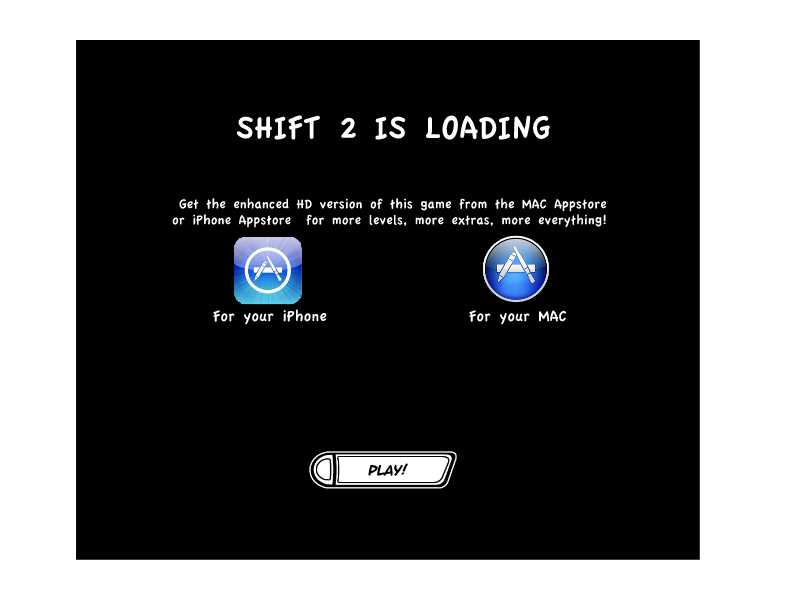 SHIFT 2 IS LOADING
Get the enhanced HD version of this game from the MAC Appstore
or iPhone Appstore for more levels, more extras, more everything!
For your iPhone
For your MAC
PLAY!